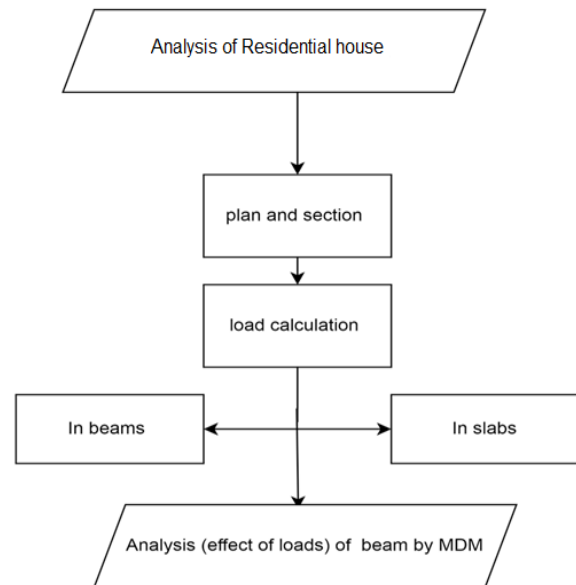 Analysis of Residential house
plan and section
load calculation
In beams
In slabs
Analysis (effect of loads) of beam by MDM